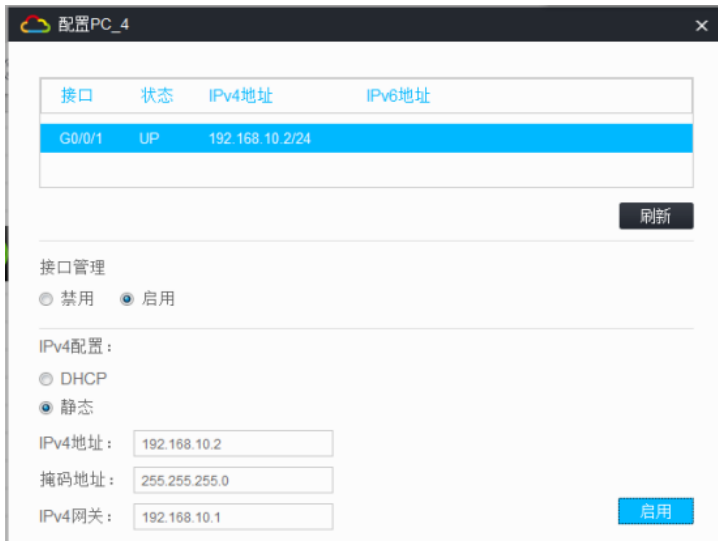 配置PC_4
接口 状态 IPv4地址 IPv6地址
G0/0/1 UP 192.168.10.2/24
刷新
接口管理
禁用 启用
IPv4配置：
DHCP
静态
IPv4地址： 192.168.10.2
掩码地址： 255.255.255.0
IPv4网关： 192.168.10.1
启用